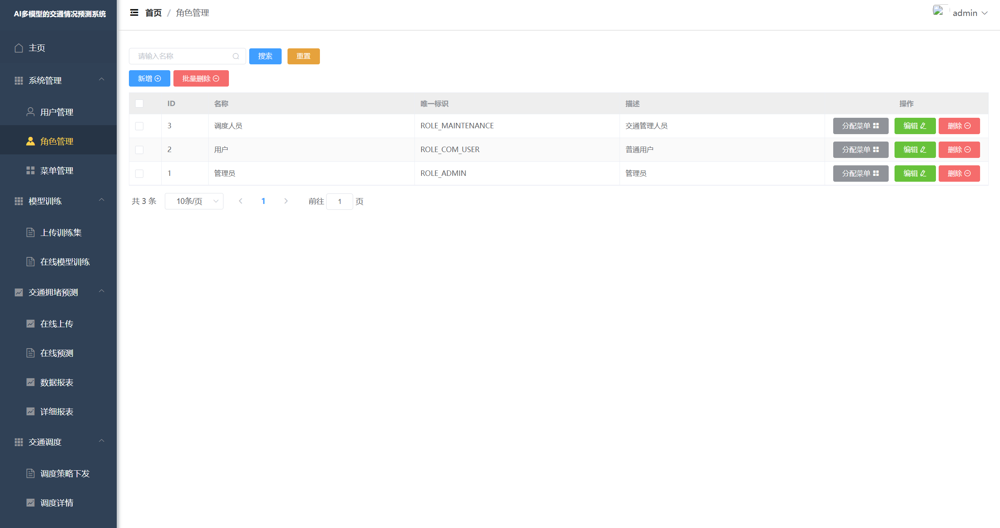 AI多模型的交通情况预测系统
主页
系统管理
用户管理
角色管理
菜单管理
模型训练
上传训练集
在线模型训练
交通拥堵预测
在线上传
在线预测
数据报表
详细报表
交通调度
调度策略下发
调度详情
首页 / 角色管理
admin
请输入名称 搜索 重置
新增 批量删除
ID 名称 唯一标识 描述 操作
3 调度人员 ROLE_MAINTENANCE 交通管理人员 分配菜单 编辑 删除
2 用户 ROLE_COM_USER 普通用户 分配菜单 编辑 删除
1 管理员 ROLE_ADMIN 管理员 分配菜单 编辑 删除
共 3 条 10条/页 1 前往 1 页